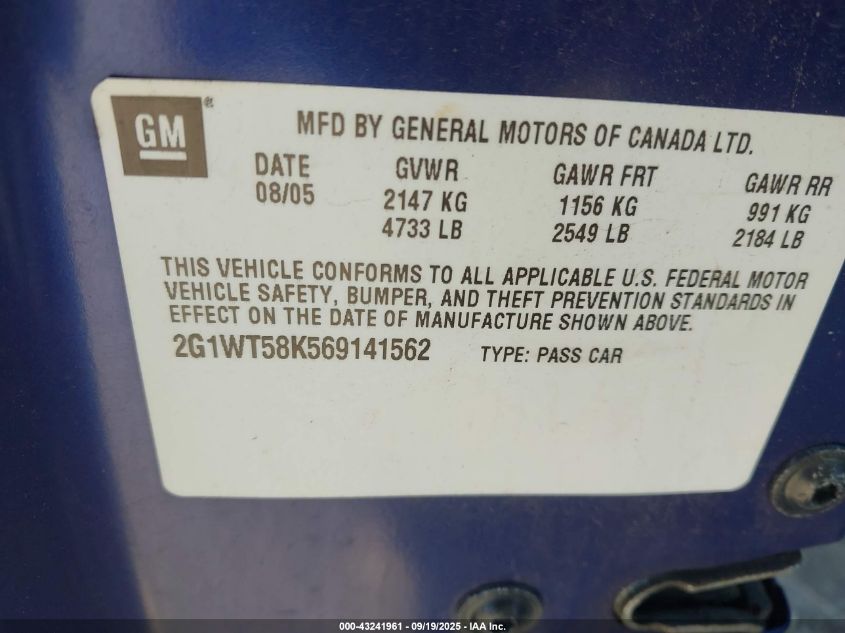 GM®
MFD BY GENERAL MOTORS OF CANADA LTD.
DATE GVWR GAWR FRT GAWR RR
08/05 2147 KG 1156 KG 991 KG
4733 LB 2549 LB 2184 LB
THIS VEHICLE CONFORMS TO ALL APPLICABLE U.S. FEDERAL MOTOR
VEHICLE SAFETY, BUMPER, AND THEFT PREVENTION STANDARDS IN
EFFECT ON THE DATE OF MANUFACTURE SHOWN ABOVE.
2G1WT58K569141562 TYPE: PASS CAR
000-43241961 - 09/19/2025 - IAA, Inc.